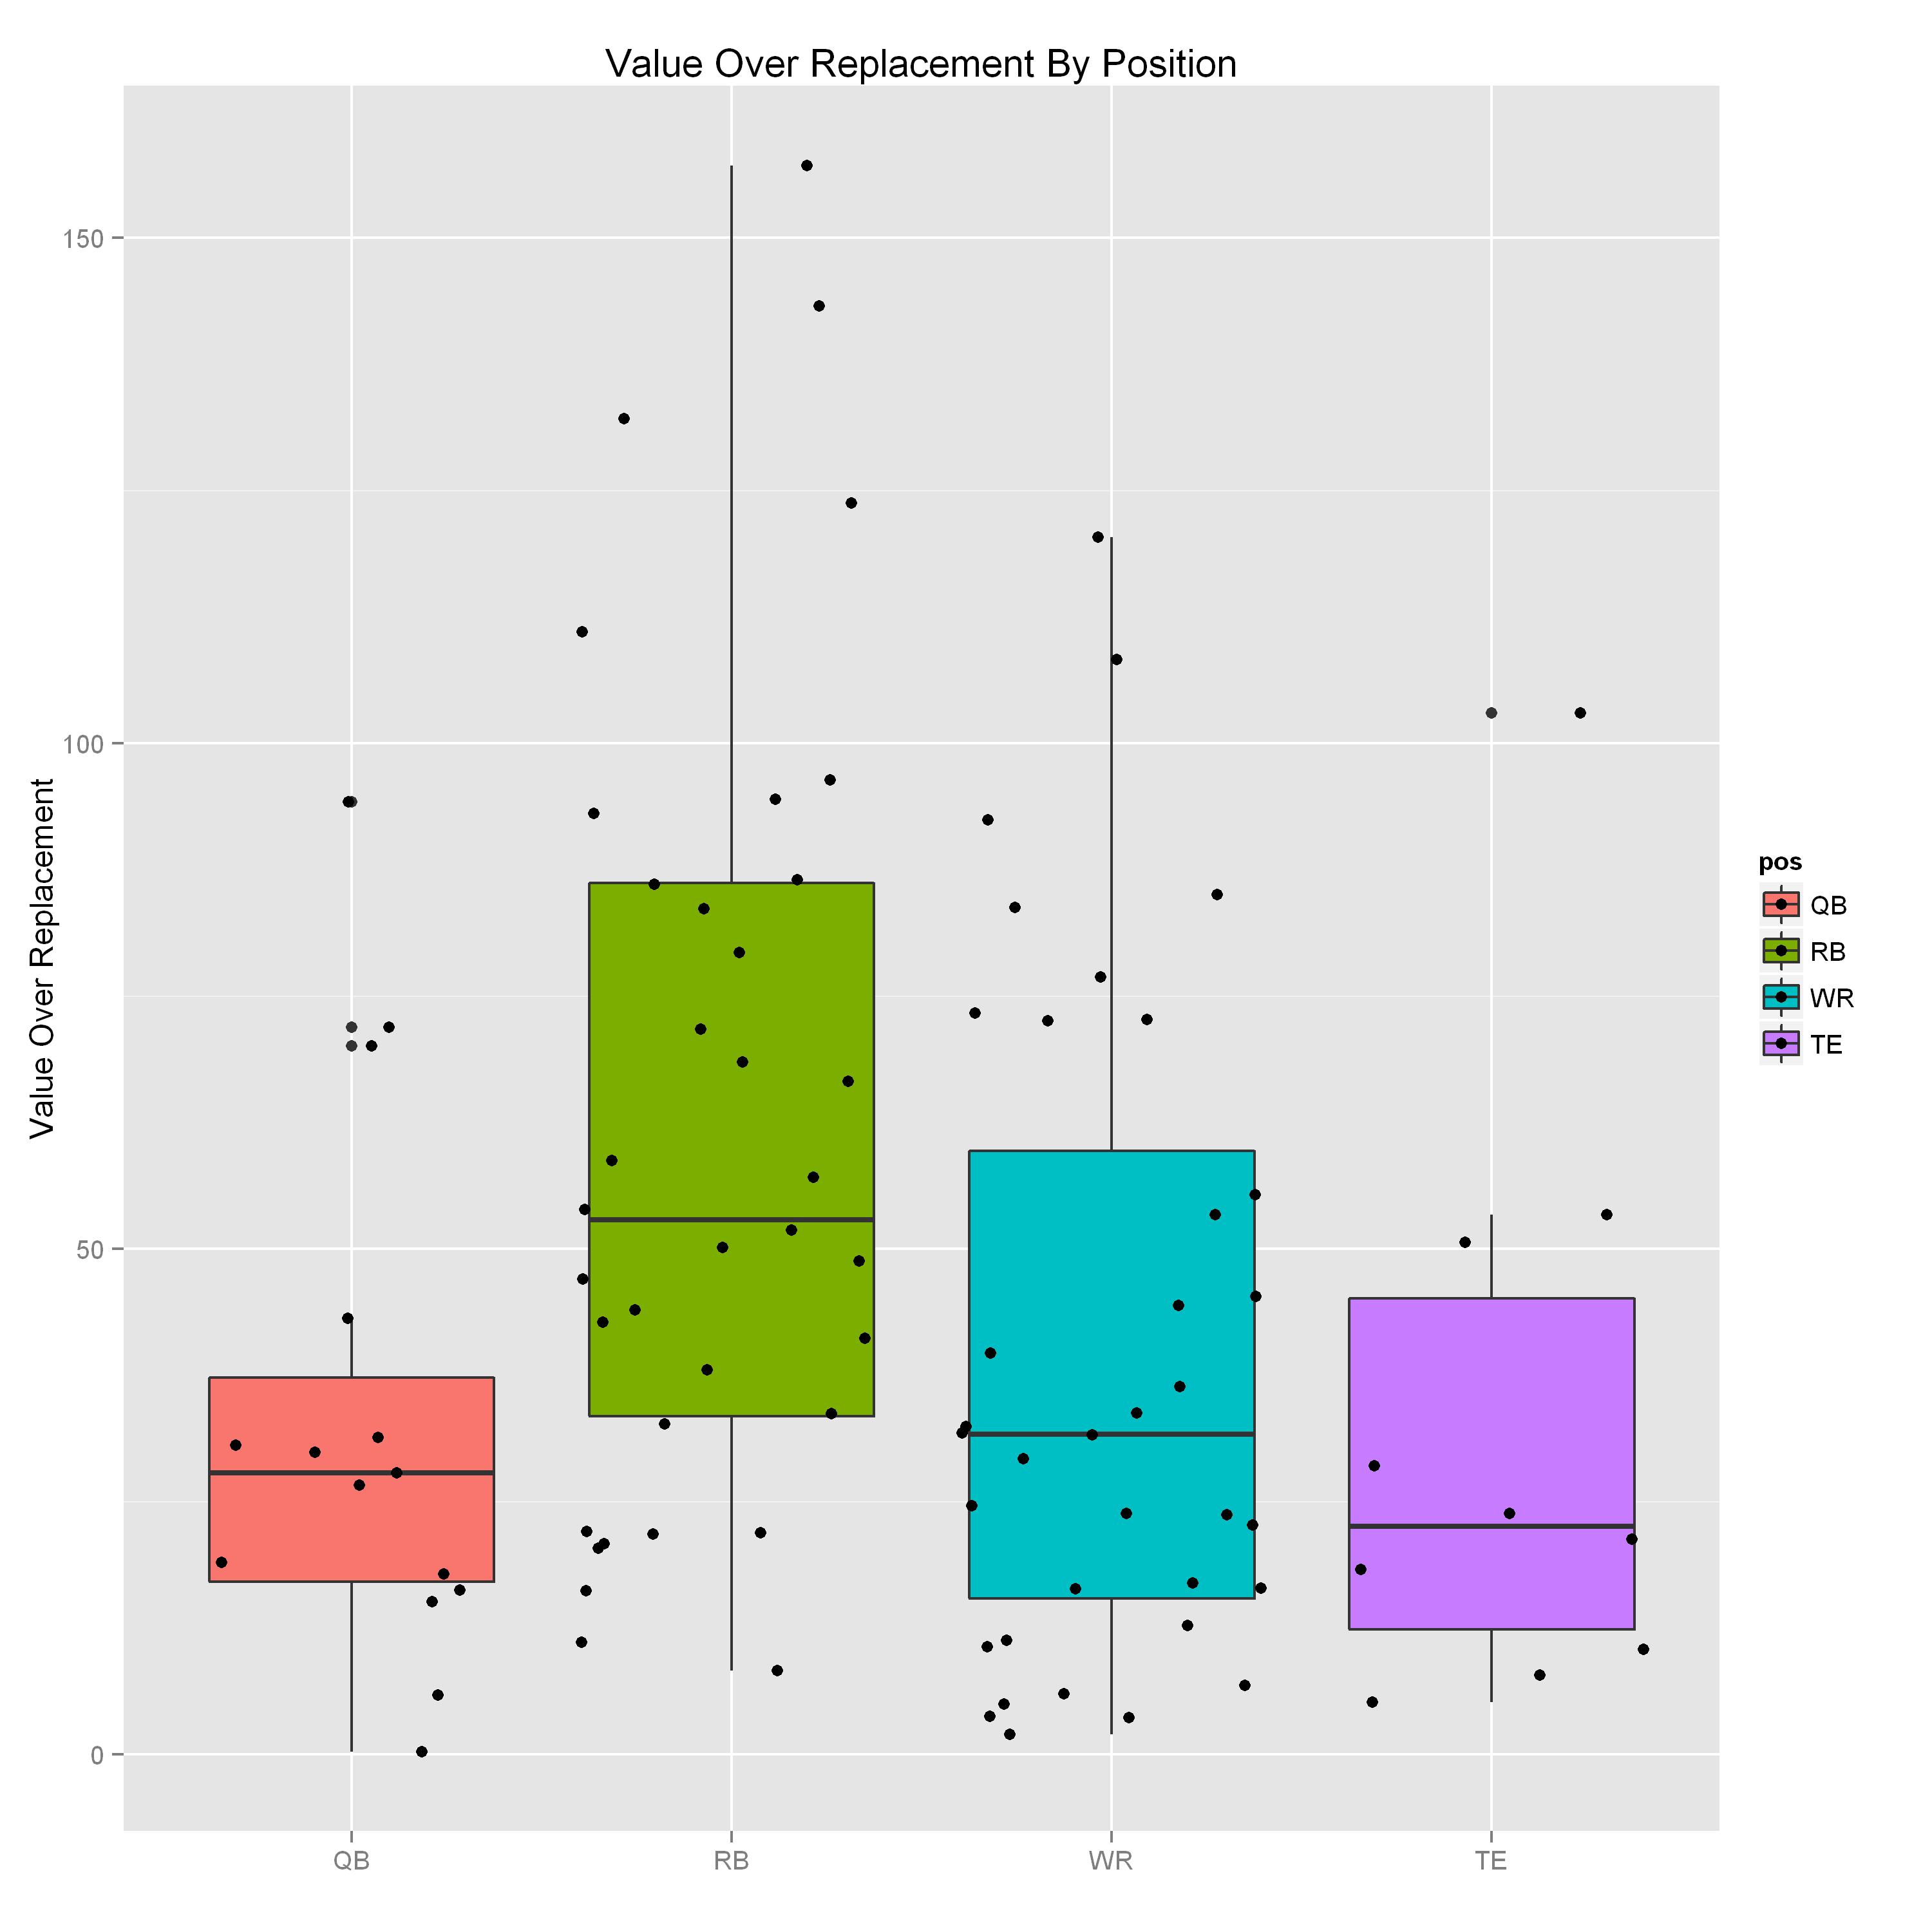 Value Over Replacement By Position
Value Over Replacement
150
100
50
0
QB
RB
WR
TE
pos
QB
RB
WR
TE